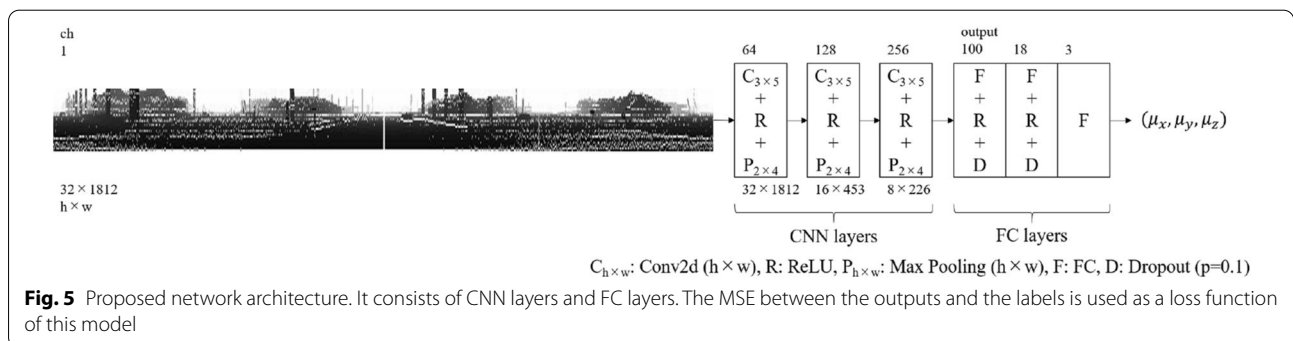 ch
1
32 × 1812
h × w
64 128 256
output
100 18 3
C3×5 C3×5 C3×5 F F
+ + + + +
R R R R R F (μx, μy, μz)
+ + + + +
P2×4 P2×4 P2×4 D D
32 × 1812 16 × 453 8 × 226
CNN layers FC layers
Ch×w: Conv2d (h × w), R: ReLU, Ph×w: Max Pooling (h × w), F: FC, D: Dropout (p=0.1)
Fig. 5 Proposed network architecture. It consists of CNN layers and FC layers. The MSE between the outputs and the labels is used as a loss function
of this model